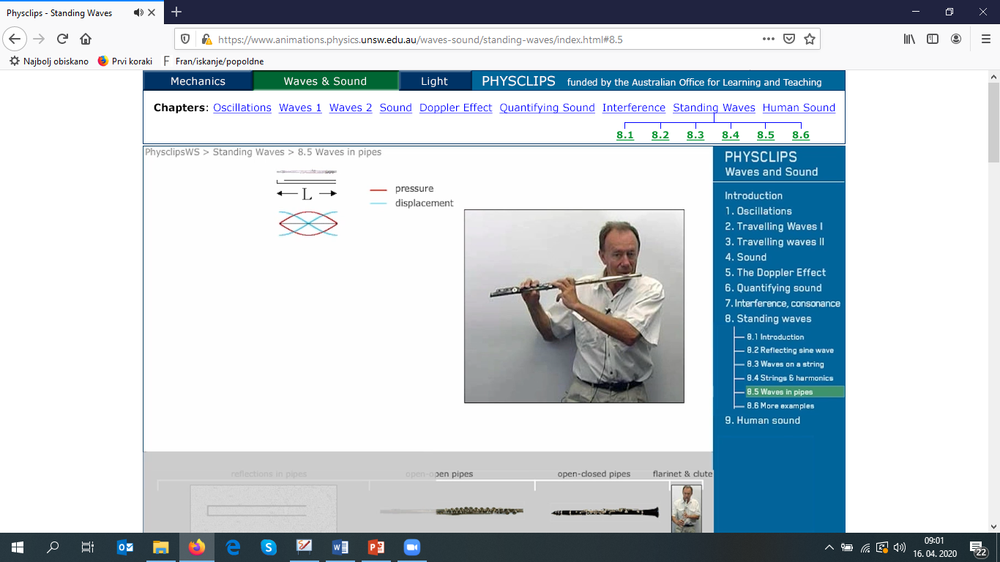 Physclips - Standing Waves
https://www.animations.physics.unsw.edu.au/waves-sound/standing-waves/index.html#8.5
Najbolj obiskano Prvi koraki Fran/iskanje/popoldne
Mechanics Waves & Sound Light PHYSCLIPS funded by the Australian Office for Learning and Teaching
Chapters: Oscillations Waves 1 Waves 2 Sound Doppler Effect Quantifying Sound Interference Standing Waves Human Sound
8.1 8.2 8.3 8.4 8.5 8.6
PhysclipsWS > Standing Waves > 8.5 Waves in pipes
L
pressure
displacement
PHYSCLIPS
Waves and Sound
Introduction
1. Oscillations
2. Travelling Waves I
3. Travelling waves II
4. Sound
5. The Doppler Effect
6. Quantifying sound
7. Interference, consonance
8. Standing waves
8.1 Introduction
8.2 Reflecting sine wave
8.3 Waves on a string
8.4 Strings & harmonics
8.5 Waves in pipes
8.6 More examples
9. Human sound
reflections in pipes open-open pipes open-closed pipes flarinet & clute
09:01
16. 04. 2020
22